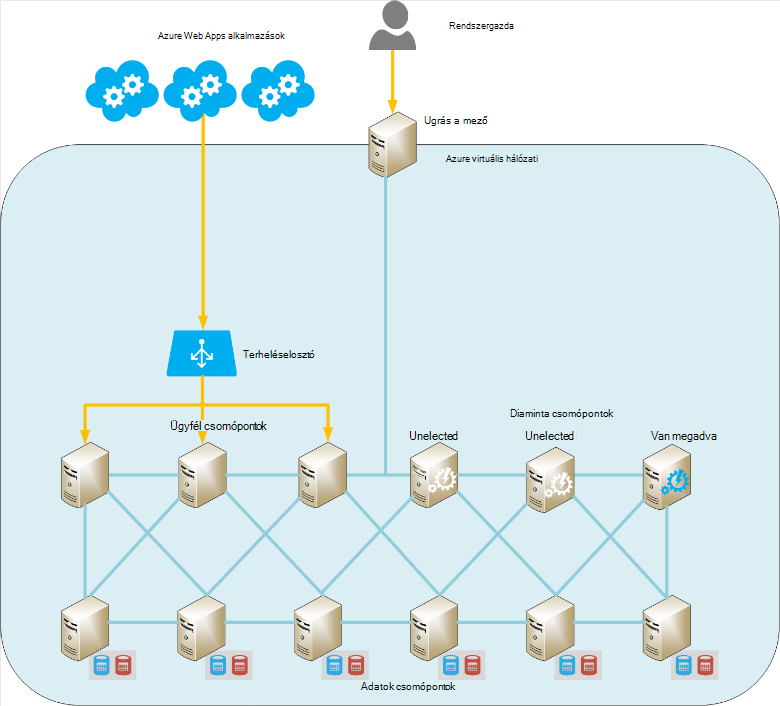 Rendszergazda
Azure Web Apps alkalmazások
Ugrás a mező
Azure virtuális hálózati
Terheléselosztó
Diaminta csomópontok
Ügyfél csomópontok
Unelected
Unelected
Van megadva
Adatok csomópontok